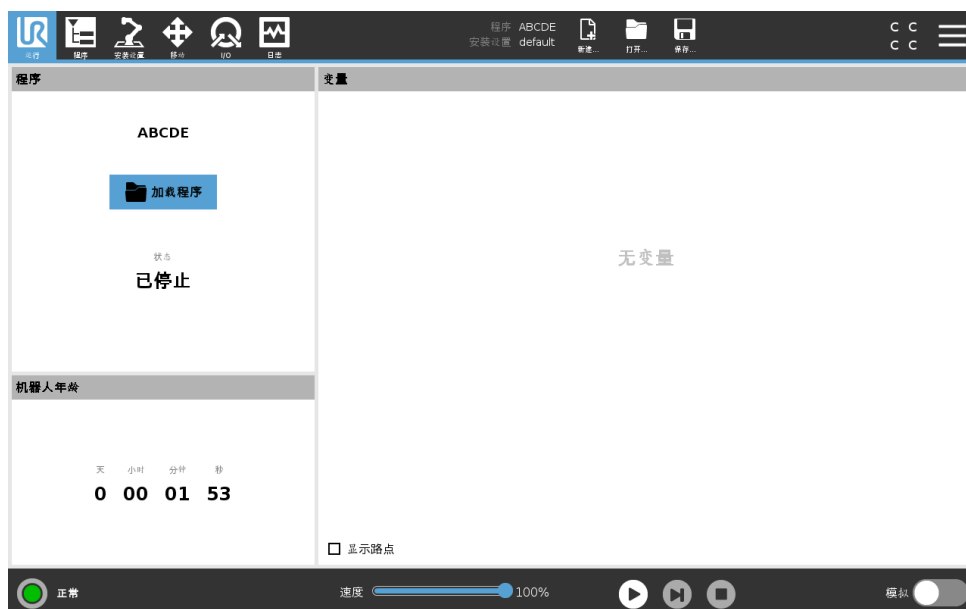 程序 ABCDE
安装设置 default
C C
C C
运行 程序 安装设置 移动 I/O 日志 新建... 打开... 保存...
程序
ABCDE
加载程序
状态
已停止
变量
无变量
显示路点
机器人年龄
天 小时 分钟 秒
0 00 01 53
正常
速度 100%
模拟